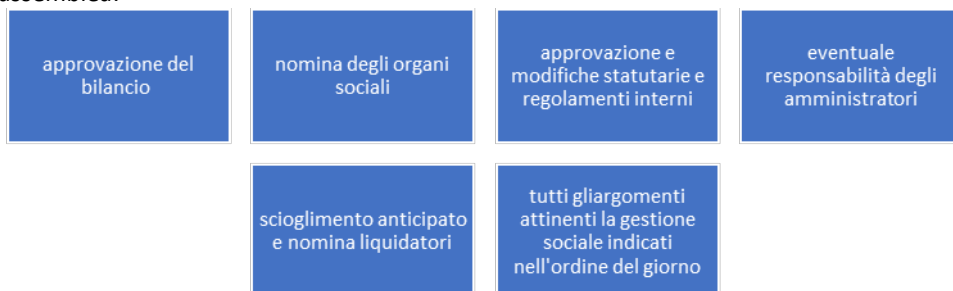 assemblea.
approvazione del
bilancio
nomina degli organi
sociali
approvazione e
modifiche statutarie e
regolamenti interni
eventuale
responsabilità degli
amministratori
scioglimento anticipato
e nomina liquidatori
tutti gliargomenti
attinenti la gestione
sociale indicati
nell'ordine del giorno